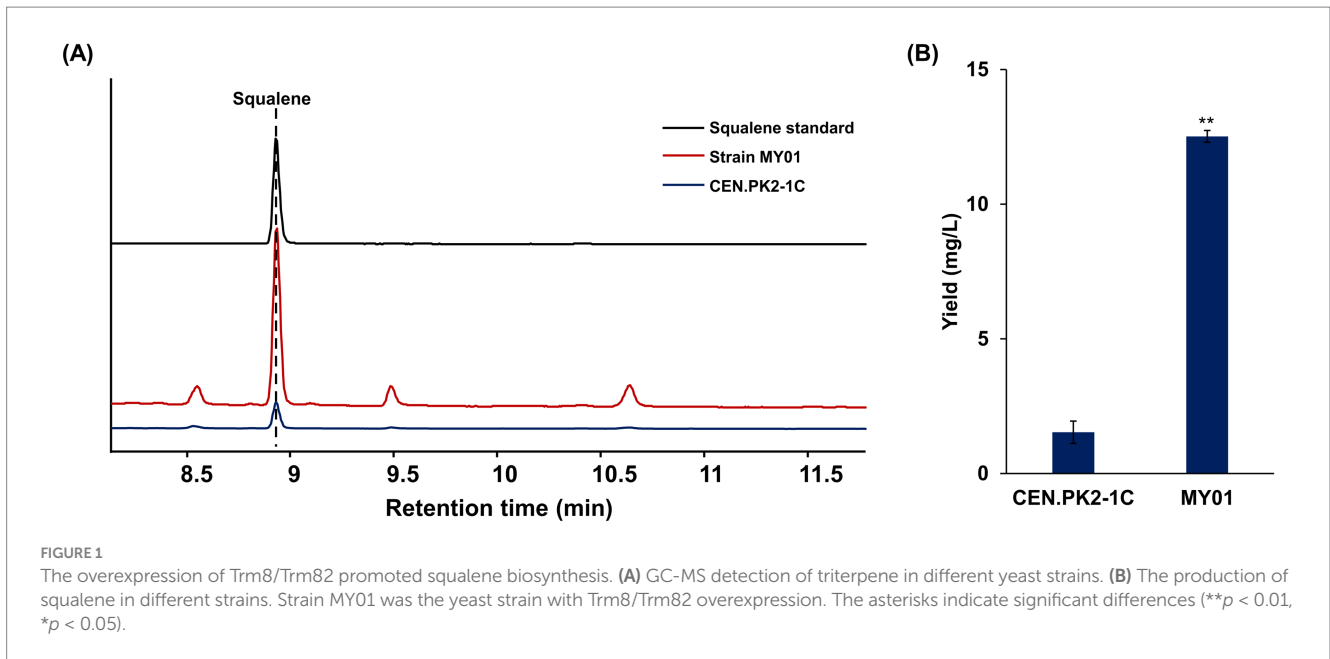 (A)
Squalene
Squalene standard
Strain MY01
CEN.PK2-1C
8.5 9 9.5 10 10.5 11 11.5
Retention time (min)
(B)
15
10
5
0
Yield (mg/L)
**
CEN.PK2-1C MY01
FIGURE 1
The overexpression of Trm8/Trm82 promoted squalene biosynthesis. (A) GC-MS detection of triterpene in different yeast strains. (B) The production of
squalene in different strains. Strain MY01 was the yeast strain with Trm8/Trm82 overexpression. The asterisks indicate significant differences (**p < 0.01,
*p < 0.05).